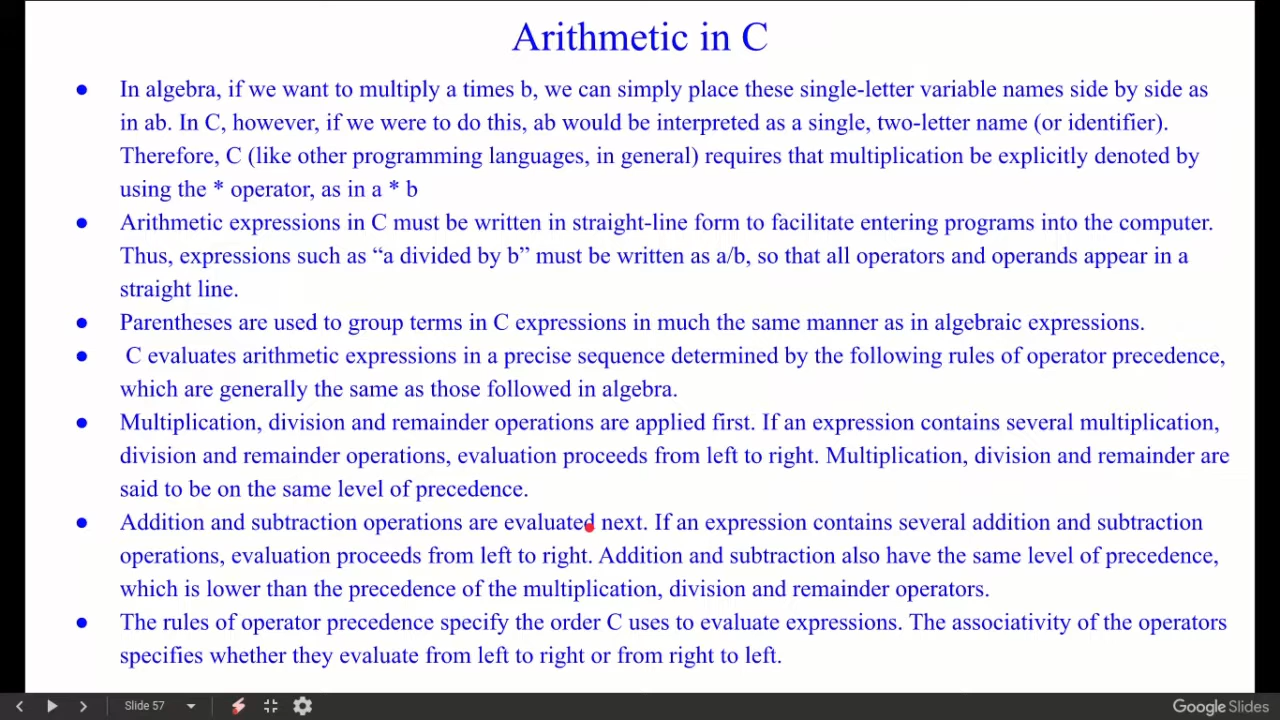 Arithmetic in C
● In algebra, if we want to multiply a times b, we can simply place these single-letter variable names side by side as
in ab. In C, however, if we were to do this, ab would be interpreted as a single, two-letter name (or identifier).
Therefore, C (like other programming languages, in general) requires that multiplication be explicitly denoted by
using the * operator, as in a * b
● Arithmetic expressions in C must be written in straight-line form to facilitate entering programs into the computer.
Thus, expressions such as “a divided by b” must be written as a/b, so that all operators and operands appear in a
straight line.
● Parentheses are used to group terms in C expressions in much the same manner as in algebraic expressions.
● C evaluates arithmetic expressions in a precise sequence determined by the following rules of operator precedence,
which are generally the same as those followed in algebra.
● Multiplication, division and remainder operations are applied first. If an expression contains several multiplication,
division and remainder operations, evaluation proceeds from left to right. Multiplication, division and remainder are
said to be on the same level of precedence.
● Addition and subtraction operations are evaluated next. If an expression contains several addition and subtraction
operations, evaluation proceeds from left to right. Addition and subtraction also have the same level of precedence,
which is lower than the precedence of the multiplication, division and remainder operators.
● The rules of operator precedence specify the order C uses to evaluate expressions. The associativity of the operators
specifies whether they evaluate from left to right or from right to left.
Slide 57
Google Slides